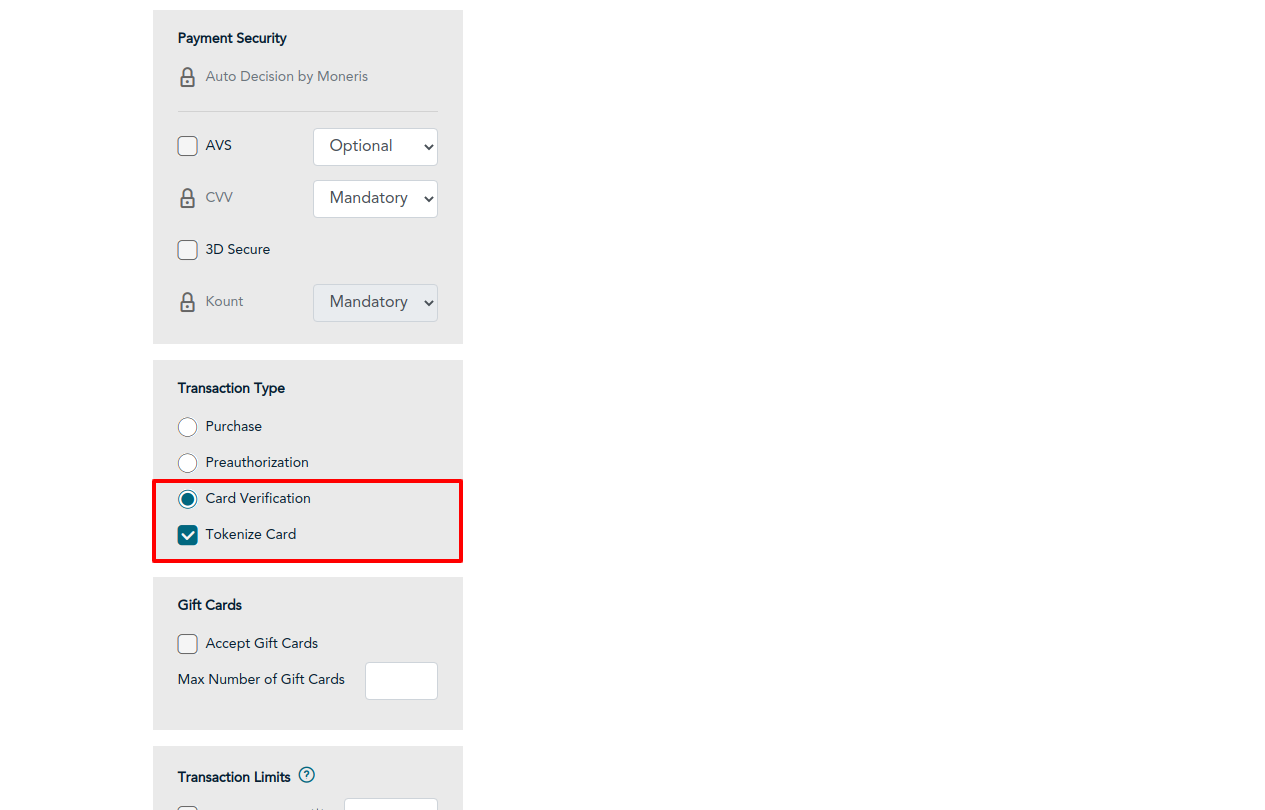 Payment Security
Auto Decision by Moneris
AVS Optional
CVV Mandatory
3D Secure
Kount Mandatory
Transaction Type
Purchase
Preauthorization
Card Verification
Tokenize Card
Gift Cards
Accept Gift Cards
Max Number of Gift Cards
Transaction Limits ?